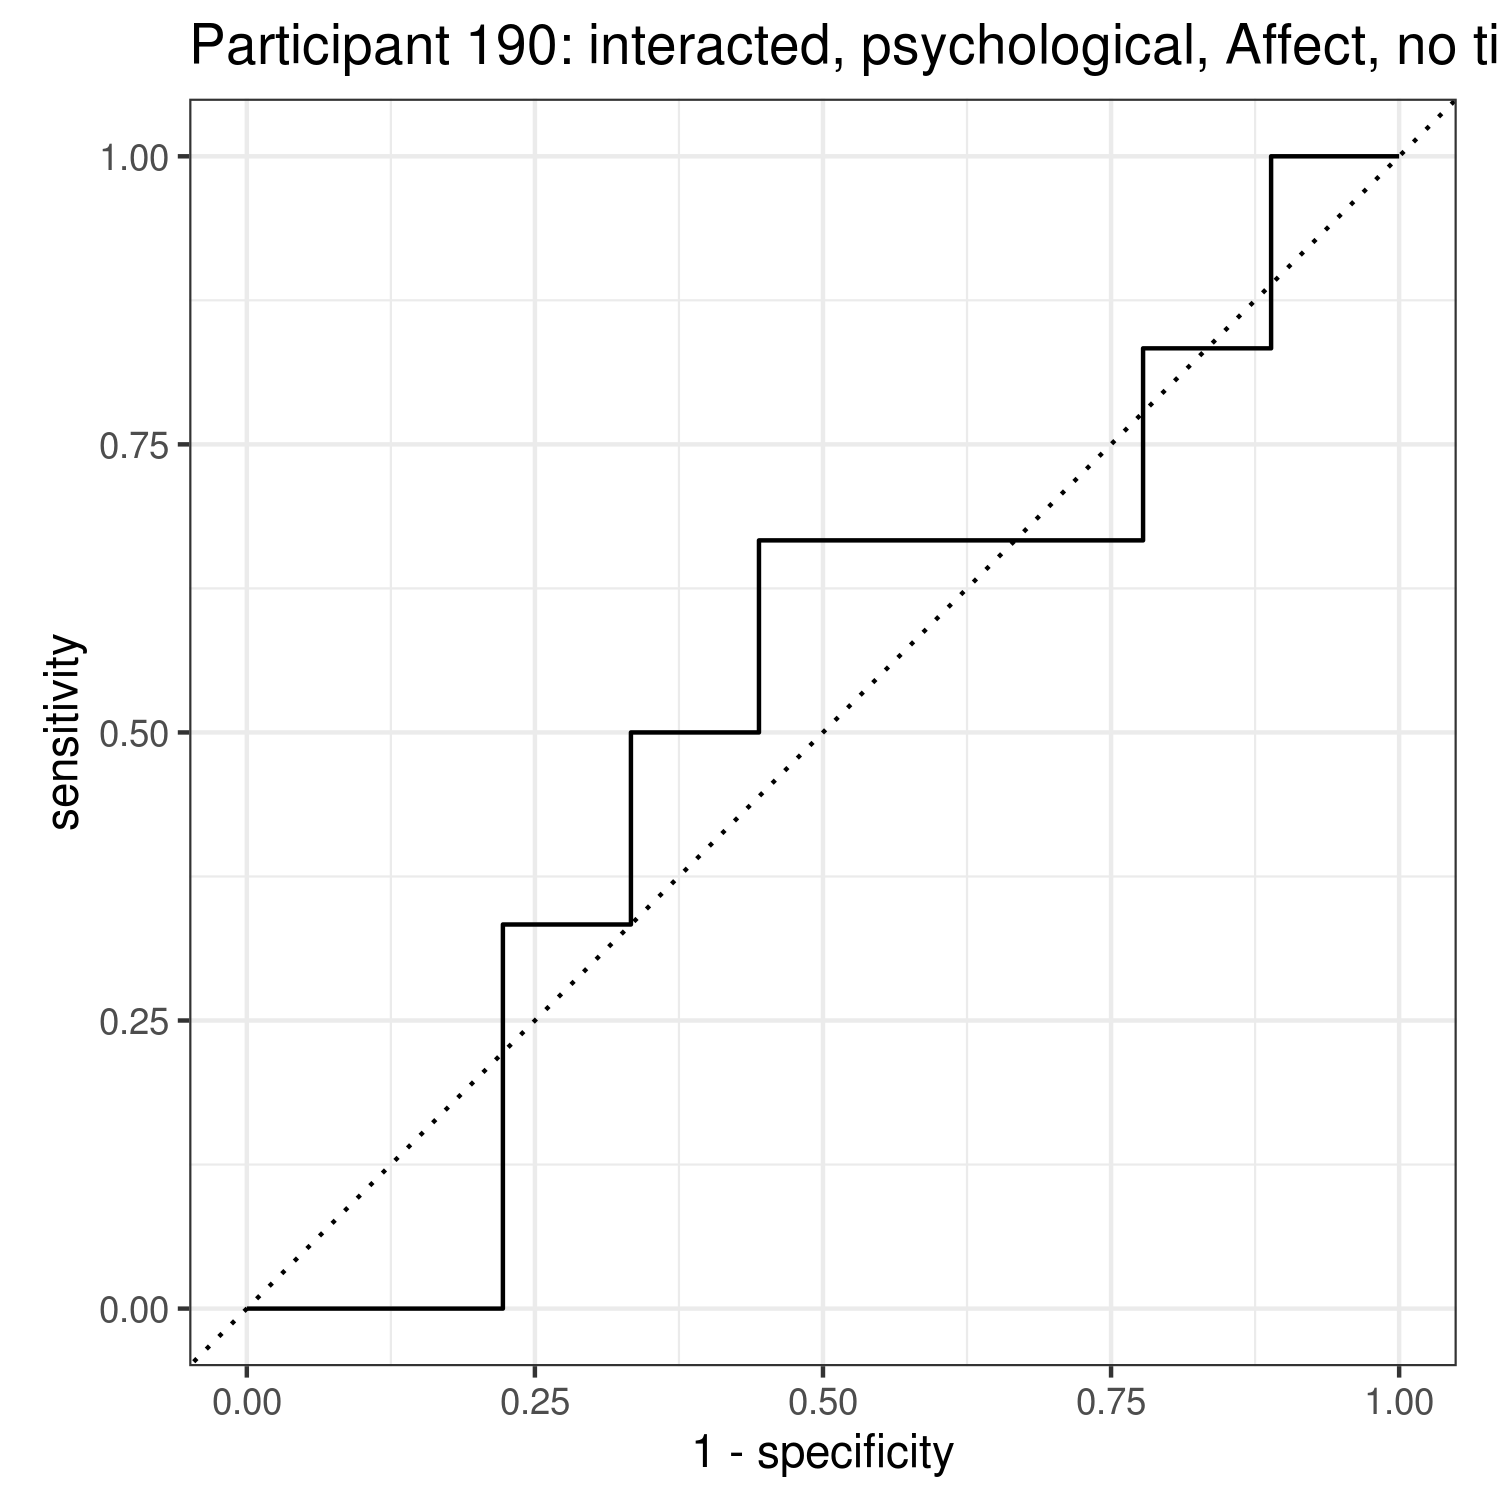 Participant 190: interacted, psychological, Affect, no ti
1.00
0.75
0.50
0.25
0.00
sensitivity
0.00 0.25 0.50 0.75 1.00
1 - specificity